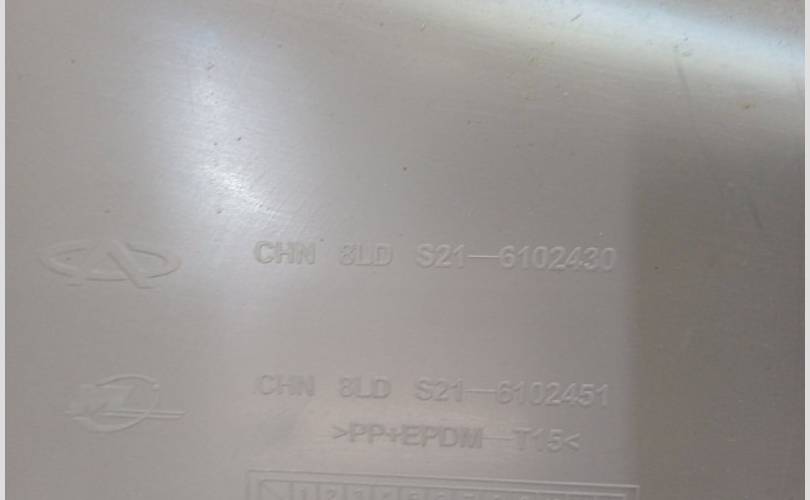 CHN 8LD S21-6102430
CHN 8LD S21-6102451
>PP+EPDM-T15<